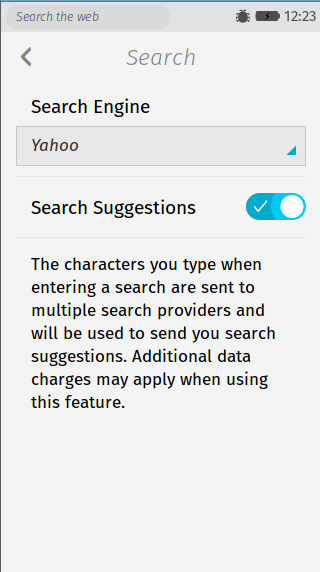 Search the web
12:23
Search
Search Engine
Yahoo
Search Suggestions
The characters you type when
entering a search are sent to
multiple search providers and
will be used to send you search
suggestions. Additional data
charges may apply when using
this feature.